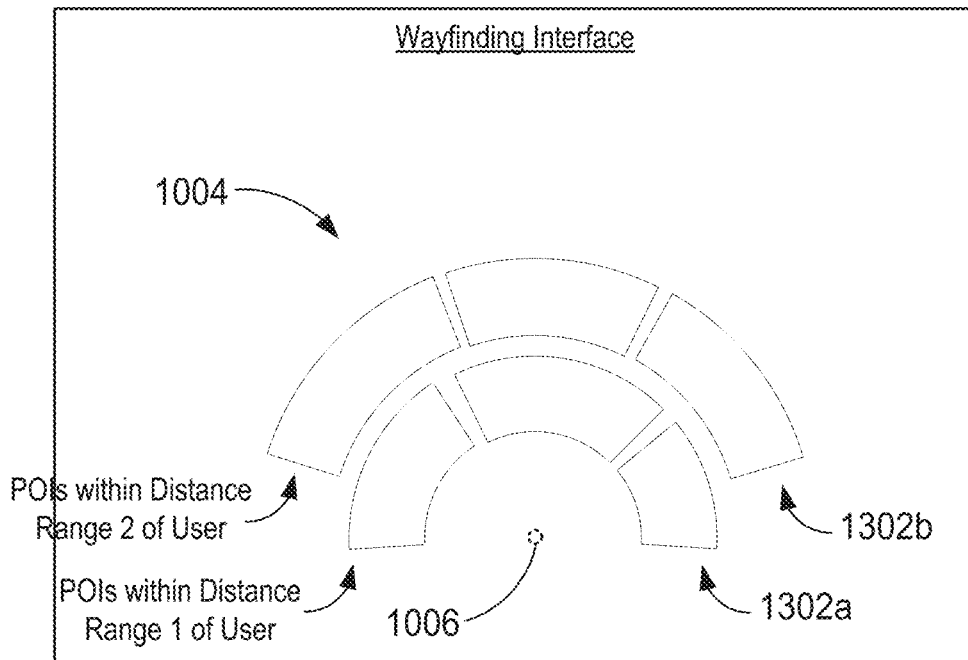 Wayfinding Interface
1004
POIs within Distance
Range 2 of User
1302b
POIs within Distance
Range 1 of User
1006
1302a